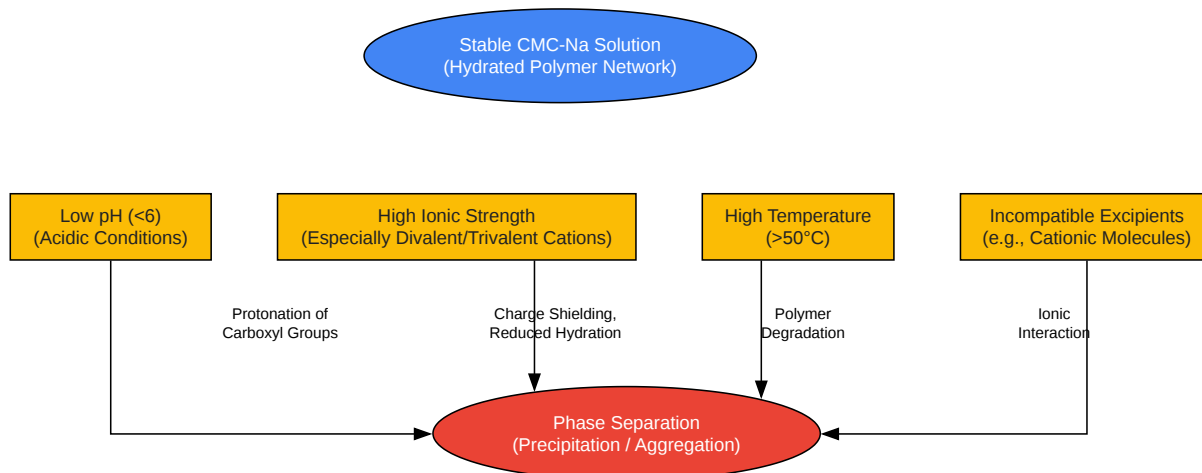 Stable CMC-Na Solution
(Hydrated Polymer Network)
Low pH (<6)
(Acidic Conditions)
High Ionic Strength
(Especially Divalent/Trivalent Cations)
High Temperature
(>50°C)
Incompatible Excipients
(e.g., Cationic Molecules)
Protonation of
Carboxyl Groups
Charge Shielding,
Reduced Hydration
Polymer
Degradation
Ionic
Interaction
Phase Separation
(Precipitation / Aggregation)